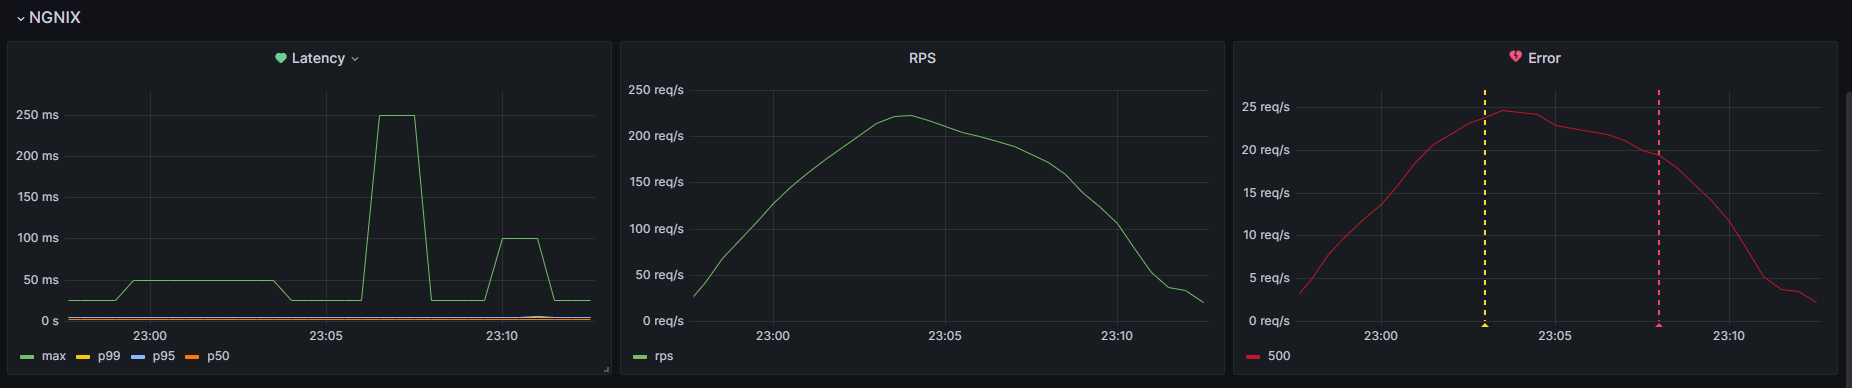 NGNIX
Latency
250 ms
200 ms
150 ms
100 ms
50 ms
0 s
23:00 23:05 23:10
max p99 p95 p50
RPS
250 req/s
200 req/s
150 req/s
100 req/s
50 req/s
0 req/s
23:00 23:05 23:10
rps
Error
25 req/s
20 req/s
15 req/s
10 req/s
5 req/s
0 req/s
23:00 23:05 23:10
500